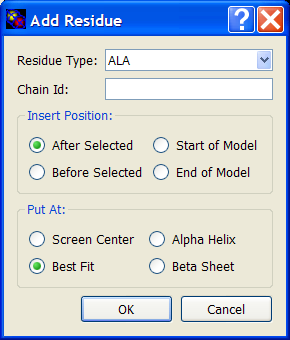 Add Residue
Residue Type: ALA
Chain Id:
Insert Position:
After Selected Start of Model
Before Selected End of Model
Put At:
Screen Center Alpha Helix
Best Fit Beta Sheet
OK Cancel